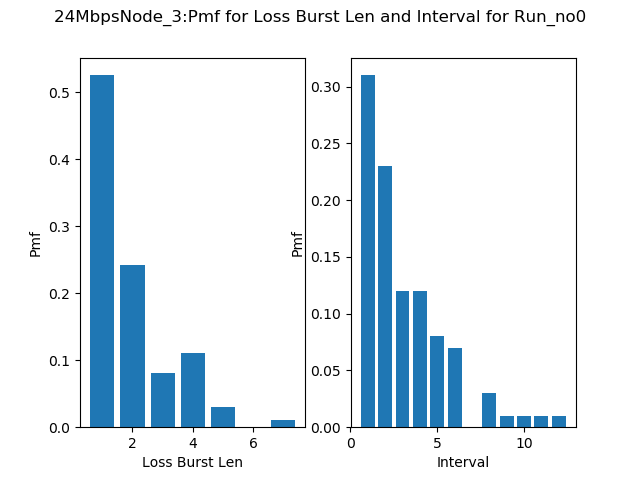 24MbpsNode_3:Pmf for Loss Burst Len and Interval for Run_no0
0.5
0.4
0.3
0.2
0.1
0.0
Pmf
2 4 6
Loss Burst Len
0.30
0.25
0.20
0.15
0.10
0.05
0.00
Pmf
0 5 10
Interval